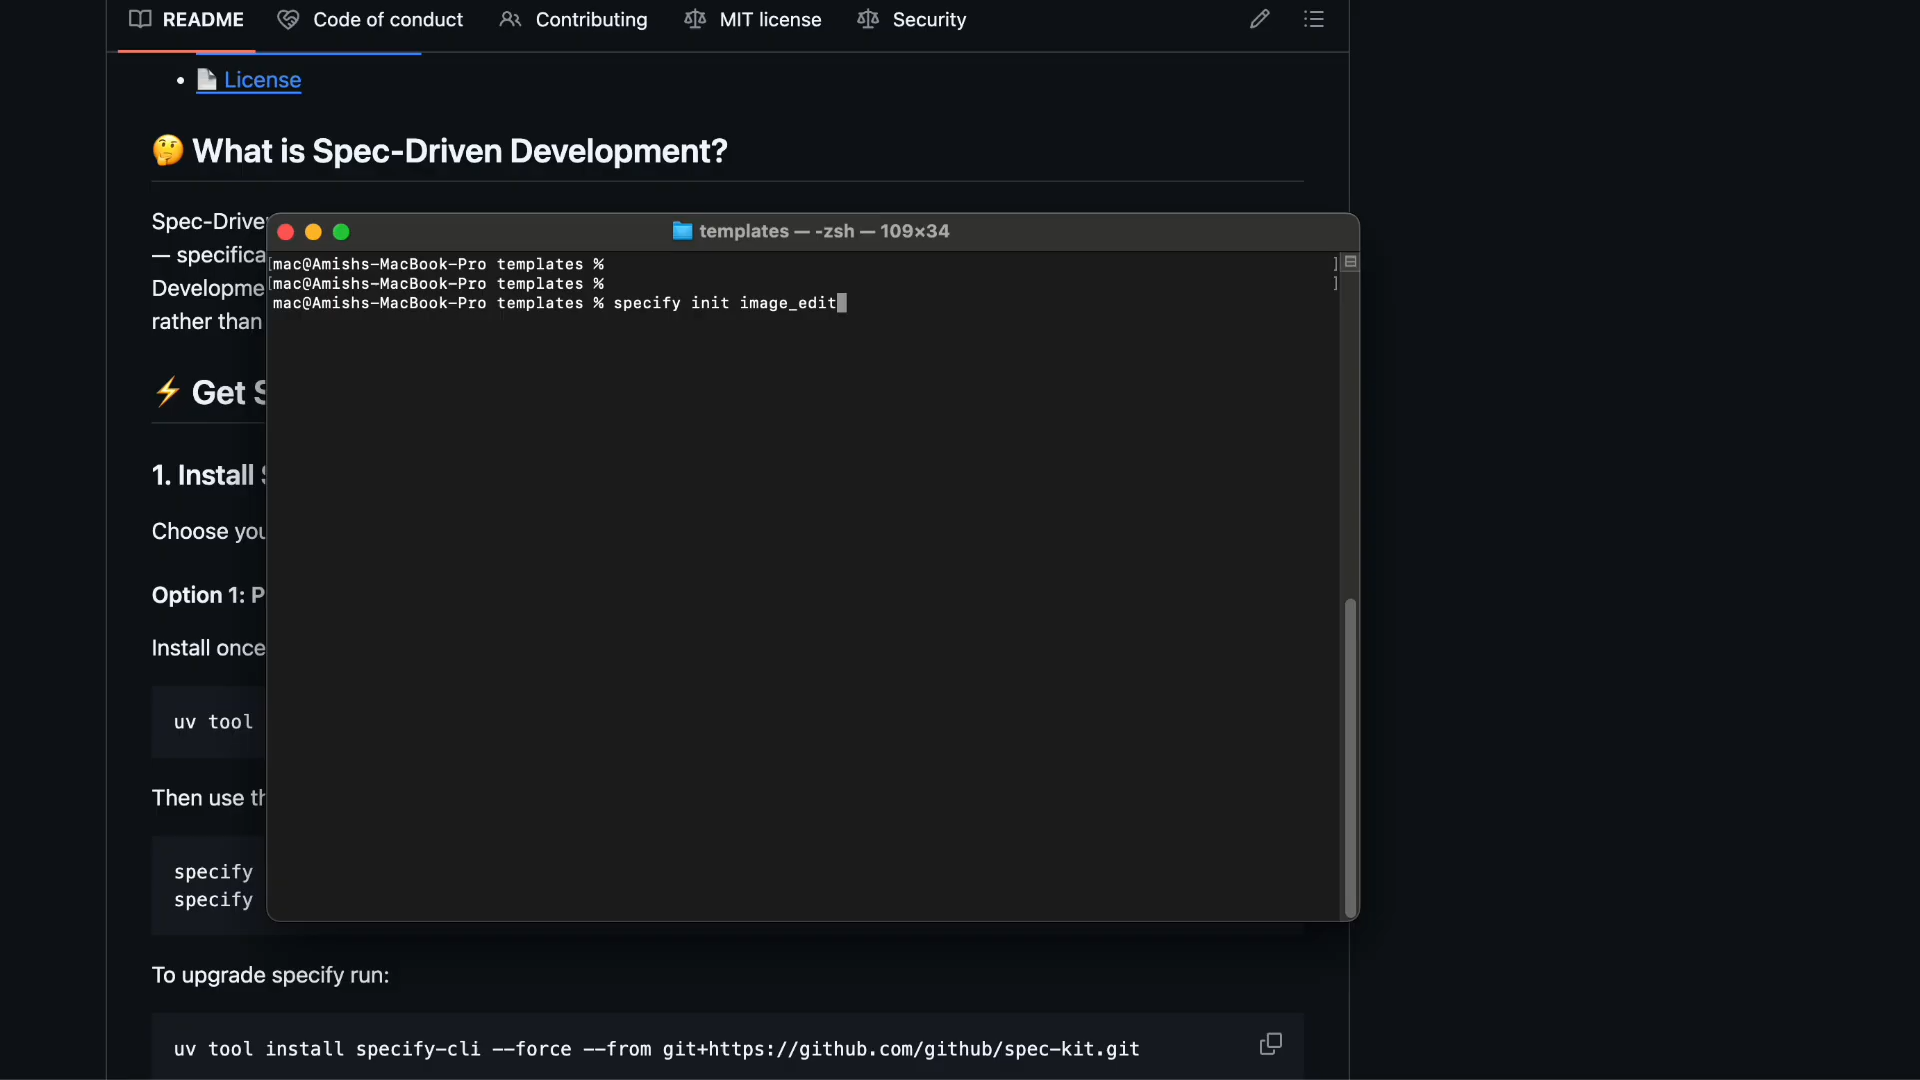 README Code of conduct Contributing MIT license Security
License
🤔 What is Spec-Driven Development?
Spec-Drive
— specifica
Developme
rather than
templates — -zsh — 109×34
mac@Amishs-MacBook-Pro templates %
mac@Amishs-MacBook-Pro templates %
mac@Amishs-MacBook-Pro templates % specify init image_edit
⚡ Get S
1. Install S
Choose you
Option 1: P
Install once
uv tool
Then use th
specify
specify
To upgrade specify run:
uv tool install specify-cli --force --from git+https://github.com/github/spec-kit.git